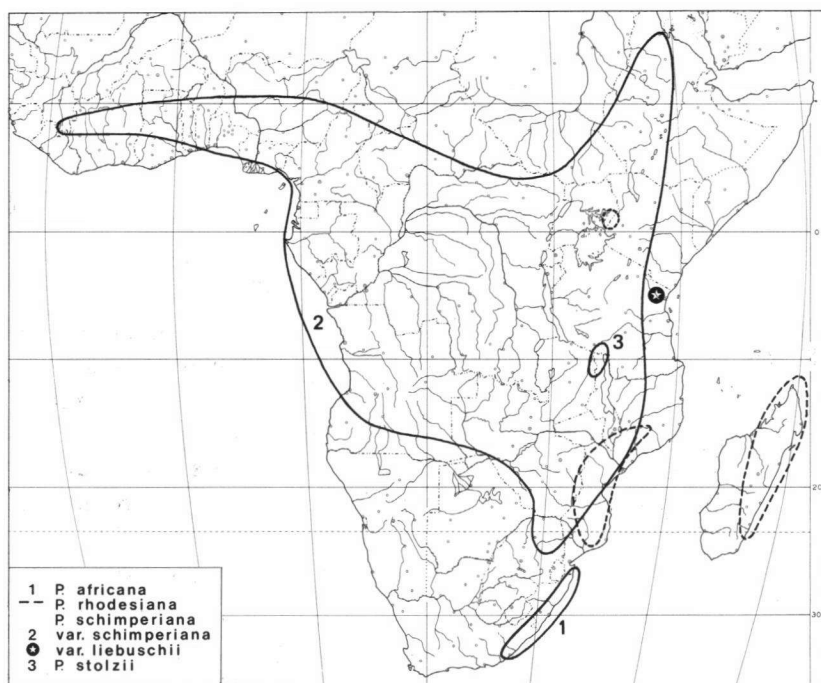 0
2
3
20
1
30
1 P. africana
--- P. rhodesiana
P. schimperiana
2 var. schimperiana
✪ var. liebuschii
3 P. stolzii